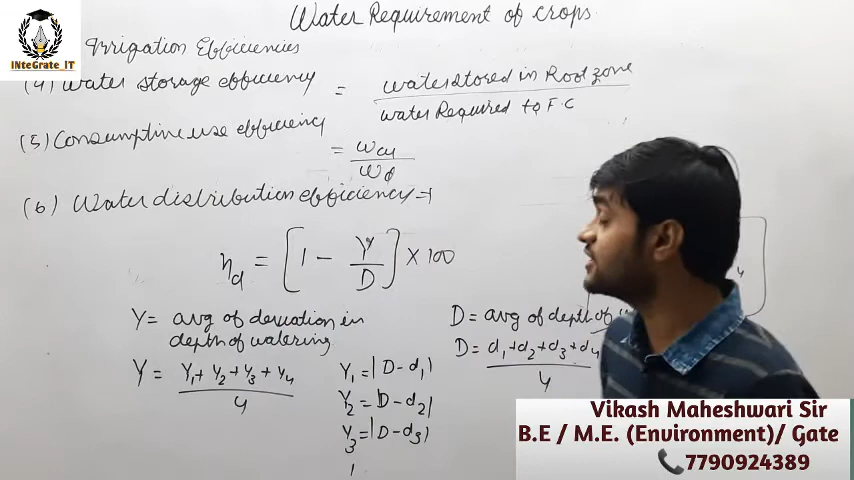 Water Requirement of crops
INteGrate_IT
Irrigation Efficiencies
(4) Water storage efficiency = water stored in Root zone
water Required to F.C
(5) Consumptive use efficiency
= Wcu
Wd
(6) Water distribution efficiency →
ηd = [1 - Y/D] × 100
Y = avg of deviation in
depth of watering
D = avg of depth of
Y = Y1 + Y2 + Y3 + Y4
4
Y1 = |D - d1|
Y2 = |D - d2|
Y3 = |D - d3|
D = d1 + d2 + d3 + d4
4
4
Vikash Maheshwari Sir
B.E / M.E. (Environment)/ Gate
7790924389